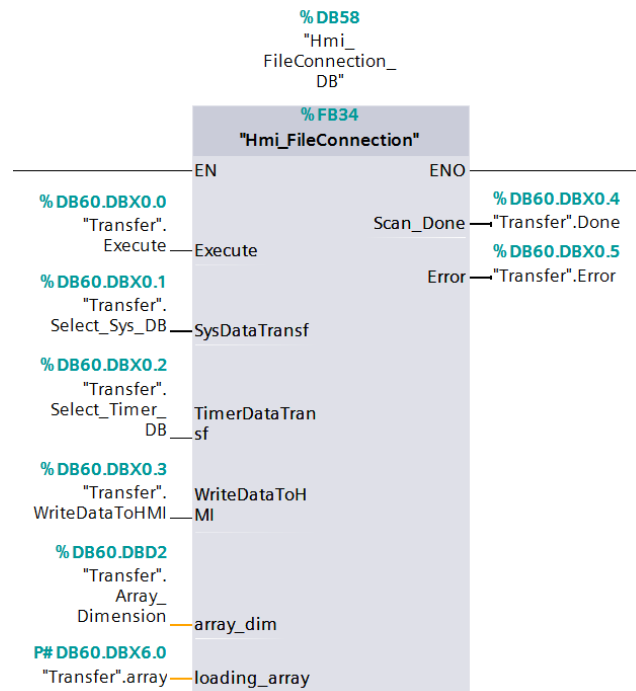 %DB58
"Hmi_
FileConnection_
DB"
%FB34
"Hmi_FileConnection"
EN ENO
%DB60.DBX0.0
"Transfer".
Execute Execute
%DB60.DBX0.4
Scan_Done "Transfer".Done
%DB60.DBX0.5
Error "Transfer".Error
%DB60.DBX0.1
"Transfer".
Select_Sys_DB SysDataTransf
%DB60.DBX0.2
"Transfer".
Select_Timer_ TimerDataTran
DB sf
%DB60.DBX0.3
"Transfer". WriteDataToH
WriteDataToHMI MI
%DB60.DBD2
"Transfer".
Array_
Dimension array_dim
P#DB60.DBX6.0
"Transfer".array loading_array